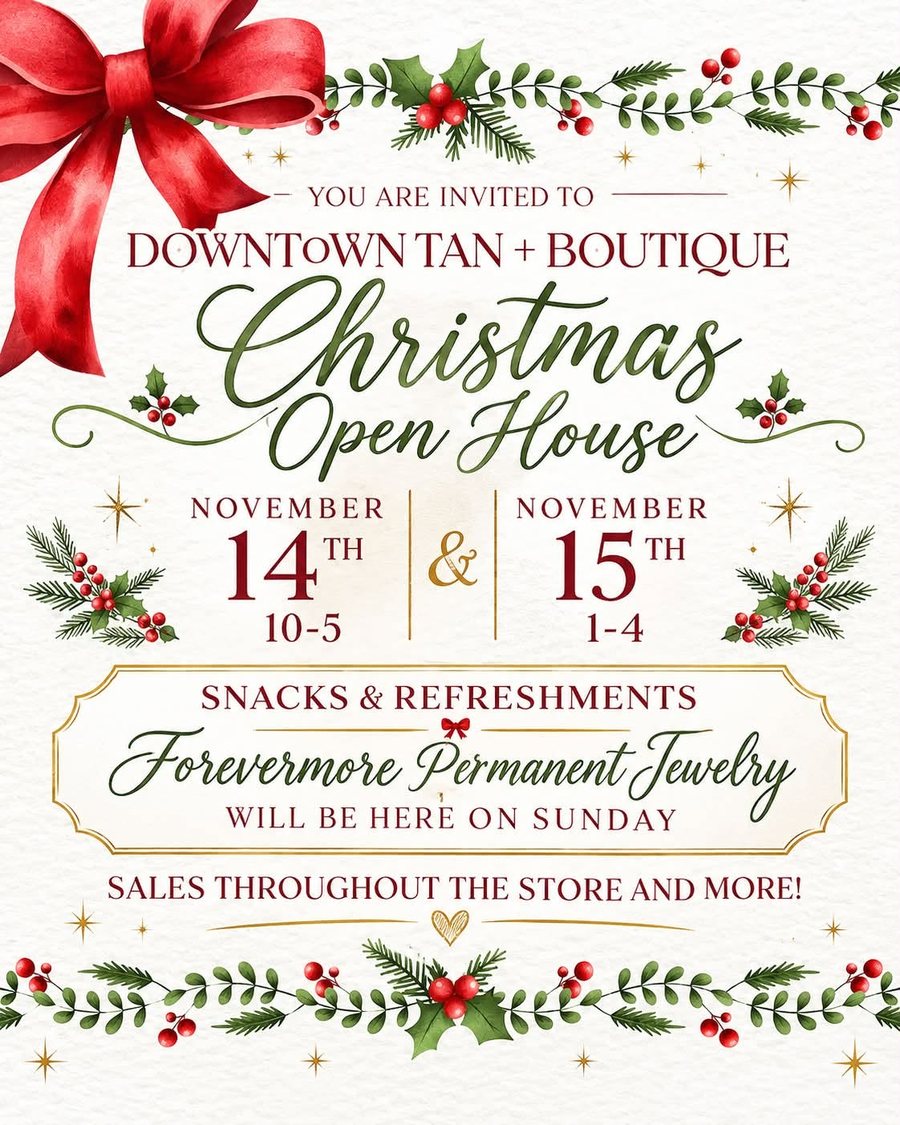 YOU ARE INVITED TO
DOWNTOWN TAN + BOUTIQUE
Christmas
Open House
NOVEMBER
14TH
10-5
&
NOVEMBER
15TH
1-4
SNACKS & REFRESHMENTS
Forevermore Permanent Jewelry
WILL BE HERE ON SUNDAY
SALES THROUGHOUT THE STORE AND MORE!